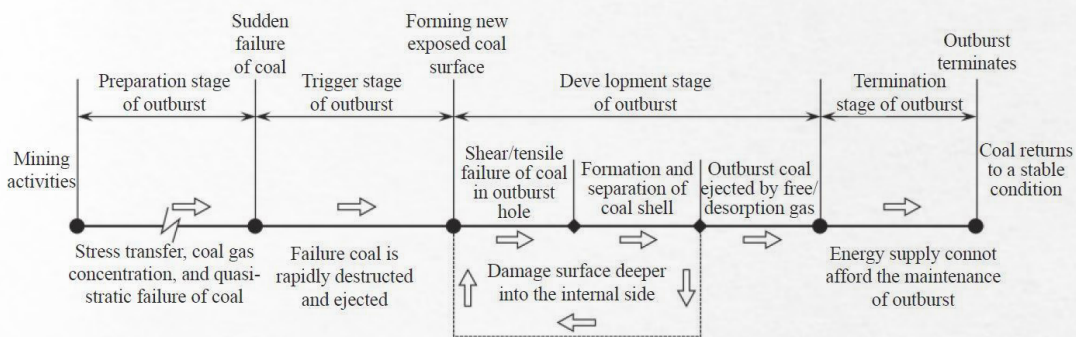 Sudden
failure
of coal
Forming new
exposed coal
surface
Outburst
terminates
Preparation stage
of outburst
Trigger stage
of outburst
Deve lopment stage
of outburst
Termination
stage of outburst
Mining
activities
Shear/tensile
failure of coal
in outburst
hole
Formation and
separation of
coal shell
Outburst coal
ejected by free/
desorption gas
Coal returns
to a stable
condition
Stress transfer, coal gas
concentration, and quasi-
stratic failure of coal
Failure coal is
rapidly destructed
and ejected
Damage surface deeper
into the internal side
Energy supply connot
afford the maintenance
of outburst